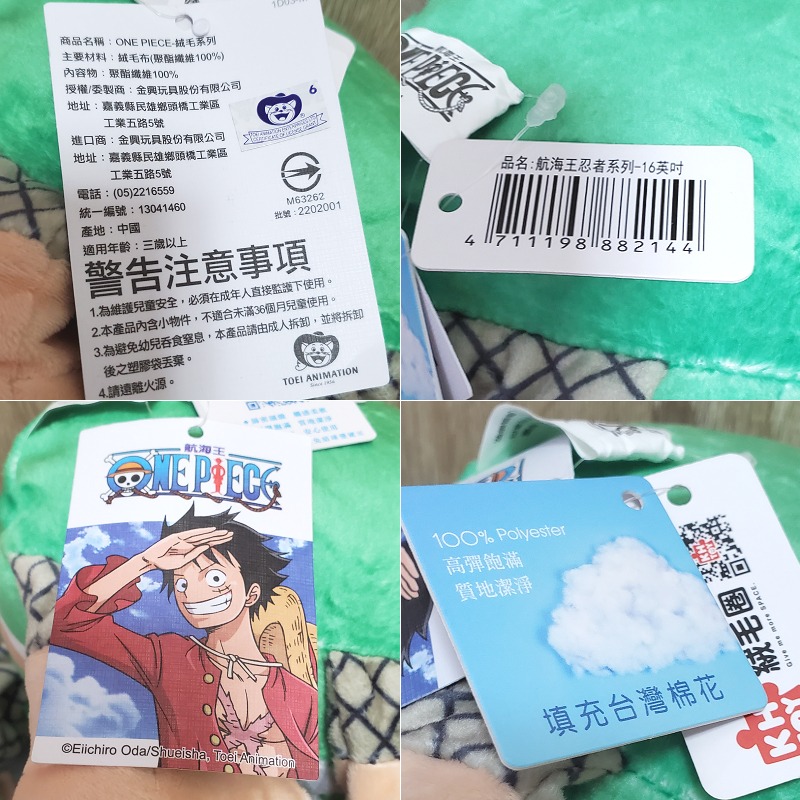 商品名稱：ONE PIECE-絨毛系列
主要材料：絨毛布(聚酯纖維100%)
內容物：聚酯纖維100%
授權/委製商：金興玩具股份有限公司
地址：嘉義縣民雄鄉頭橋工業區
工業五路5號
進口商：金興玩具股份有限公司
地址：嘉義縣民雄鄉頭橋工業區
工業五路5號
電話：(05)2216559
統一編號：13041460
產地：中國
適用年齡：三歲以上
6
M63262
批號：2202001
警告注意事項
1.為維護兒童安全，必須在成年人直接監護下使用。
2.本產品內含小物件，不適合未滿36個月兒童使用。
3.為避免幼兒吞食窒息，本產品請由成人拆卸，並將拆卸
後之塑膠袋丟棄。
4.請遠離火源。
TOEI ANIMATION
Since 1956
品名:航海王忍者系列-16英吋
4 711198 882144
航海王
ONE PIECE
©Eiichiro Oda/Shueisha, Toei Animation
100% Polyester
高彈飽滿
質地潔淨
填充台灣棉花
絨毛圈
Give me more SPACE.